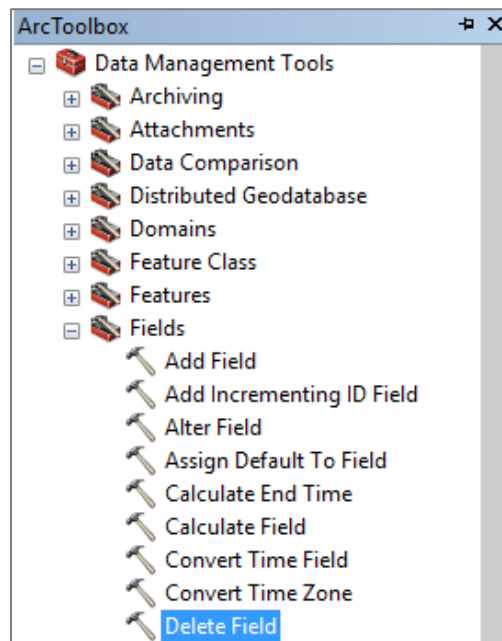 ArcToolbox
Data Management Tools
Archiving
Attachments
Data Comparison
Distributed Geodatabase
Domains
Feature Class
Features
Fields
Add Field
Add Incrementing ID Field
Alter Field
Assign Default To Field
Calculate End Time
Calculate Field
Convert Time Field
Convert Time Zone
Delete Field